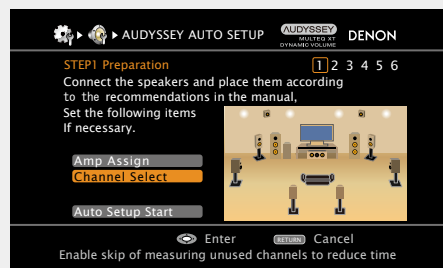 AUDYSSEY AUTO SETUP
AUDYSSEY
MULTEQ XT
DYNAMIC VOLUME
DENON
STEP1 Preparation
1 2 3 4 5 6
Connect the speakers and place them according
to the recommendations in the manual,
Set the following items
If necessary.
Amp Assign
Channel Select
Auto Setup Start
Enter
RETURN Cancel
Enable skip of measuring unused channels to reduce time